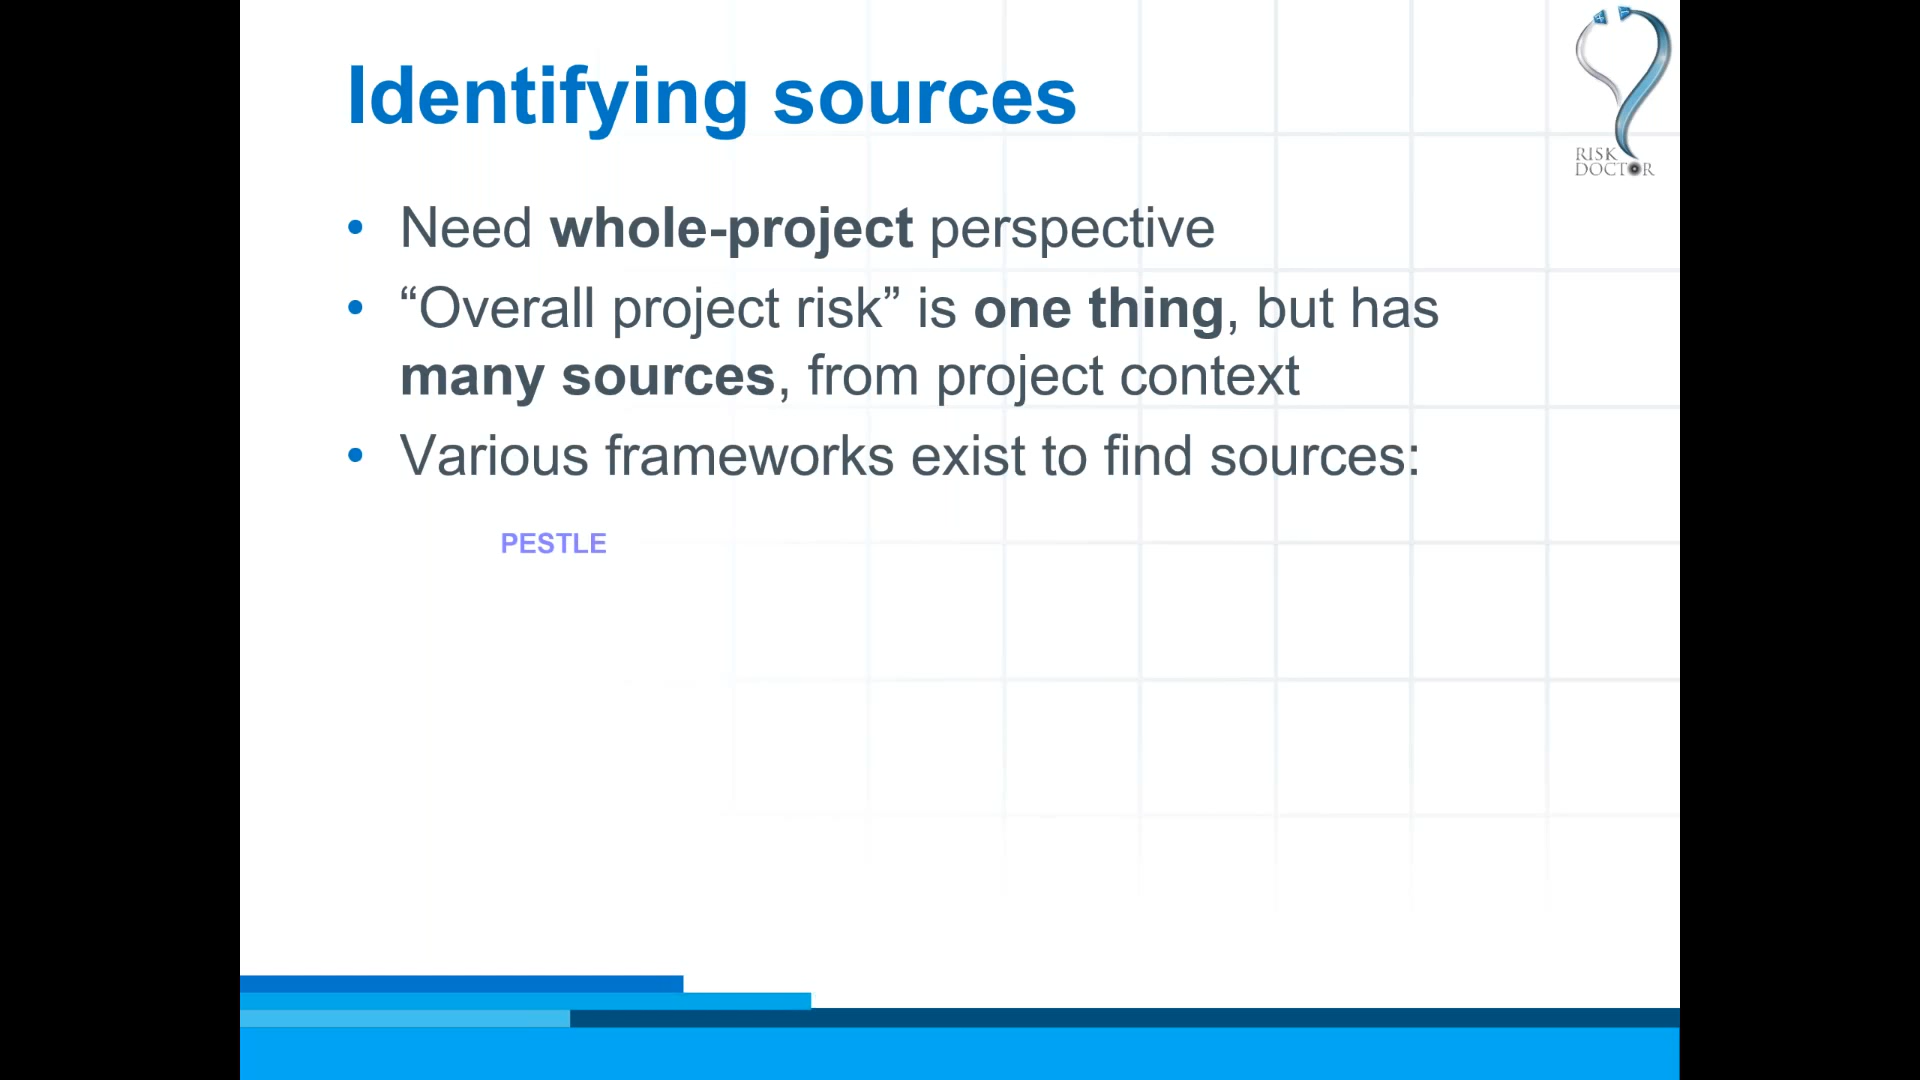 Identifying sources
RISK
DOCTOR
• Need whole-project perspective
• “Overall project risk” is one thing, but has
many sources, from project context
• Various frameworks exist to find sources:
PESTLE